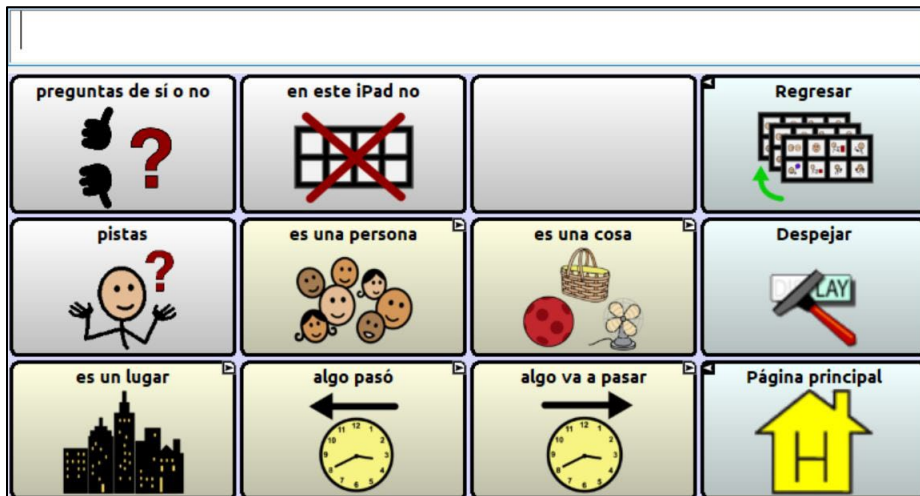 preguntas de sí o no
en este iPad no
Regresar
pistas
es una persona
es una cosa
Despejar
LAY
es un lugar
algo pasó
algo va a pasar
Página principal
H